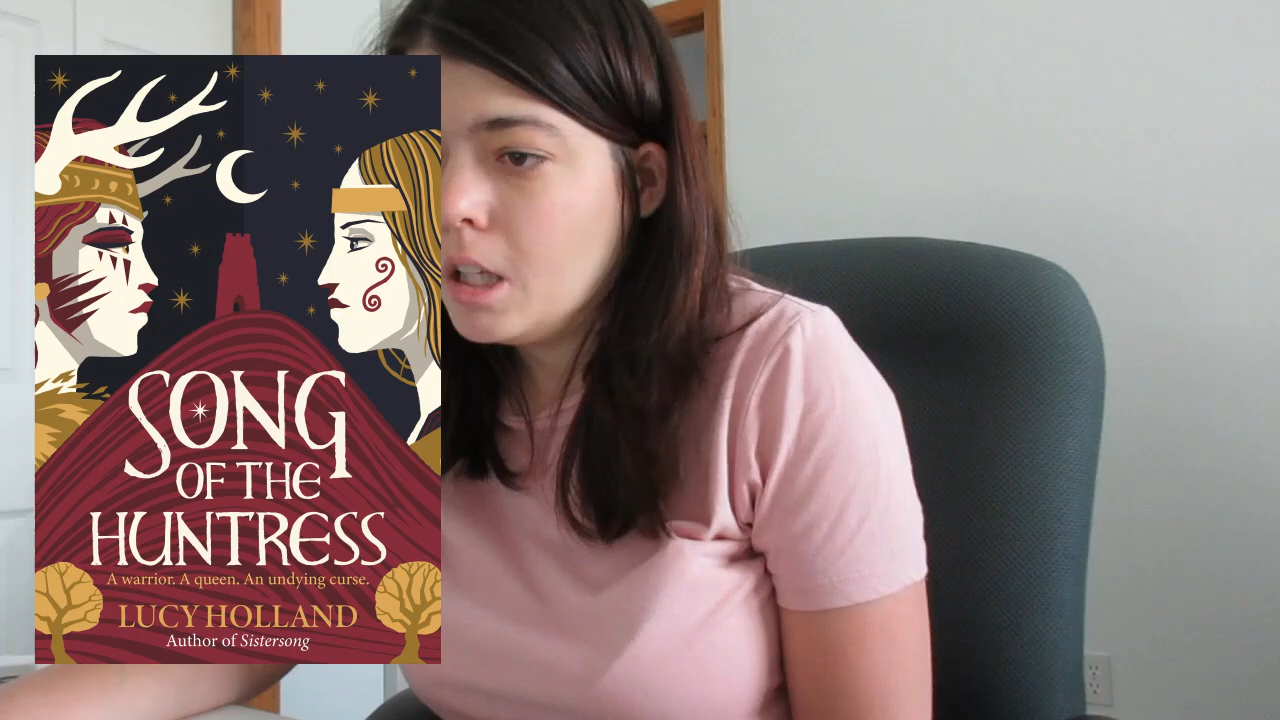 SONG
OF THE
HUNTRESS
A warrior. A queen. An undying curse.
LUCY HOLLAND
Author of Sistersong